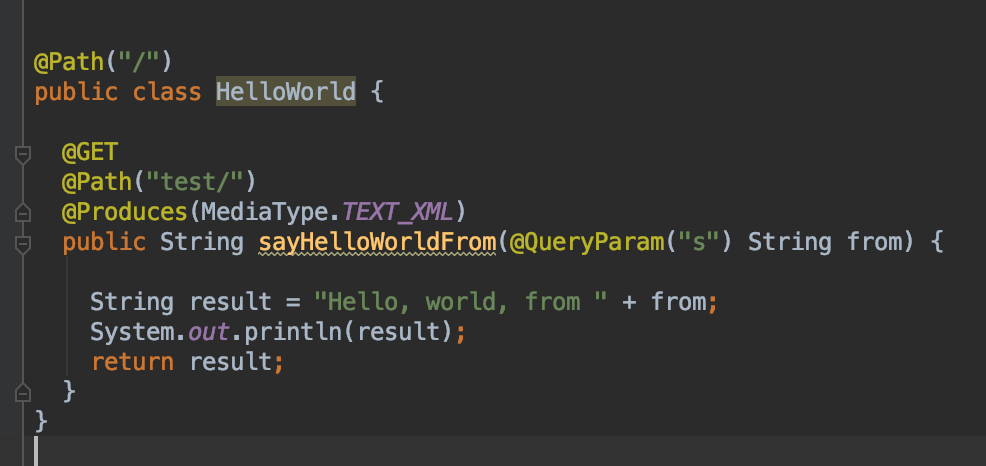 @Path("/")
public class HelloWorld {
@GET
@Path("test/")
@Produces(MediaType.TEXT_XML)
public String sayHelloWorldFrom(@QueryParam("s") String from) {
String result = "Hello, world, from " + from;
System.out.println(result);
return result;
}
}